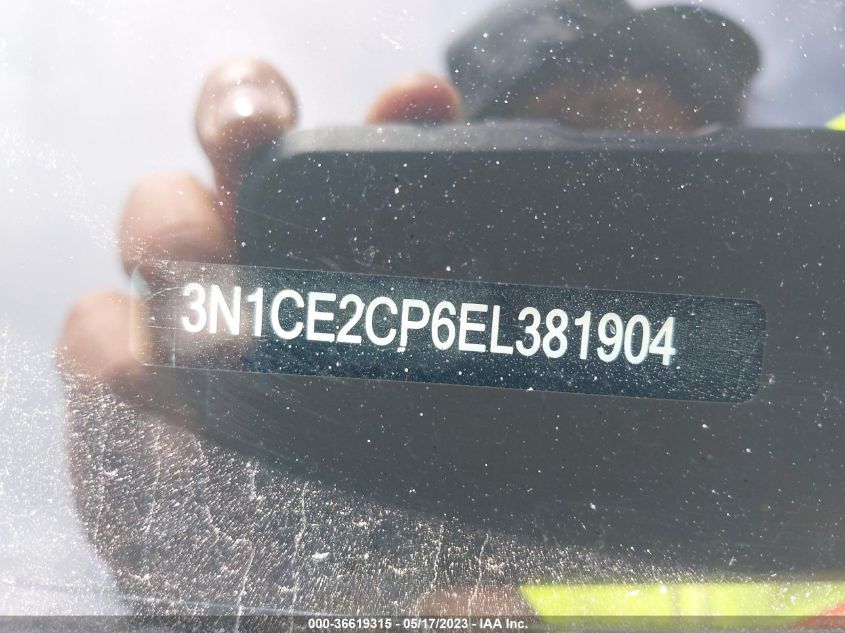 3N1CE2CP6EL381904
000-36619315 - 05/17/2023 - IAA Inc.